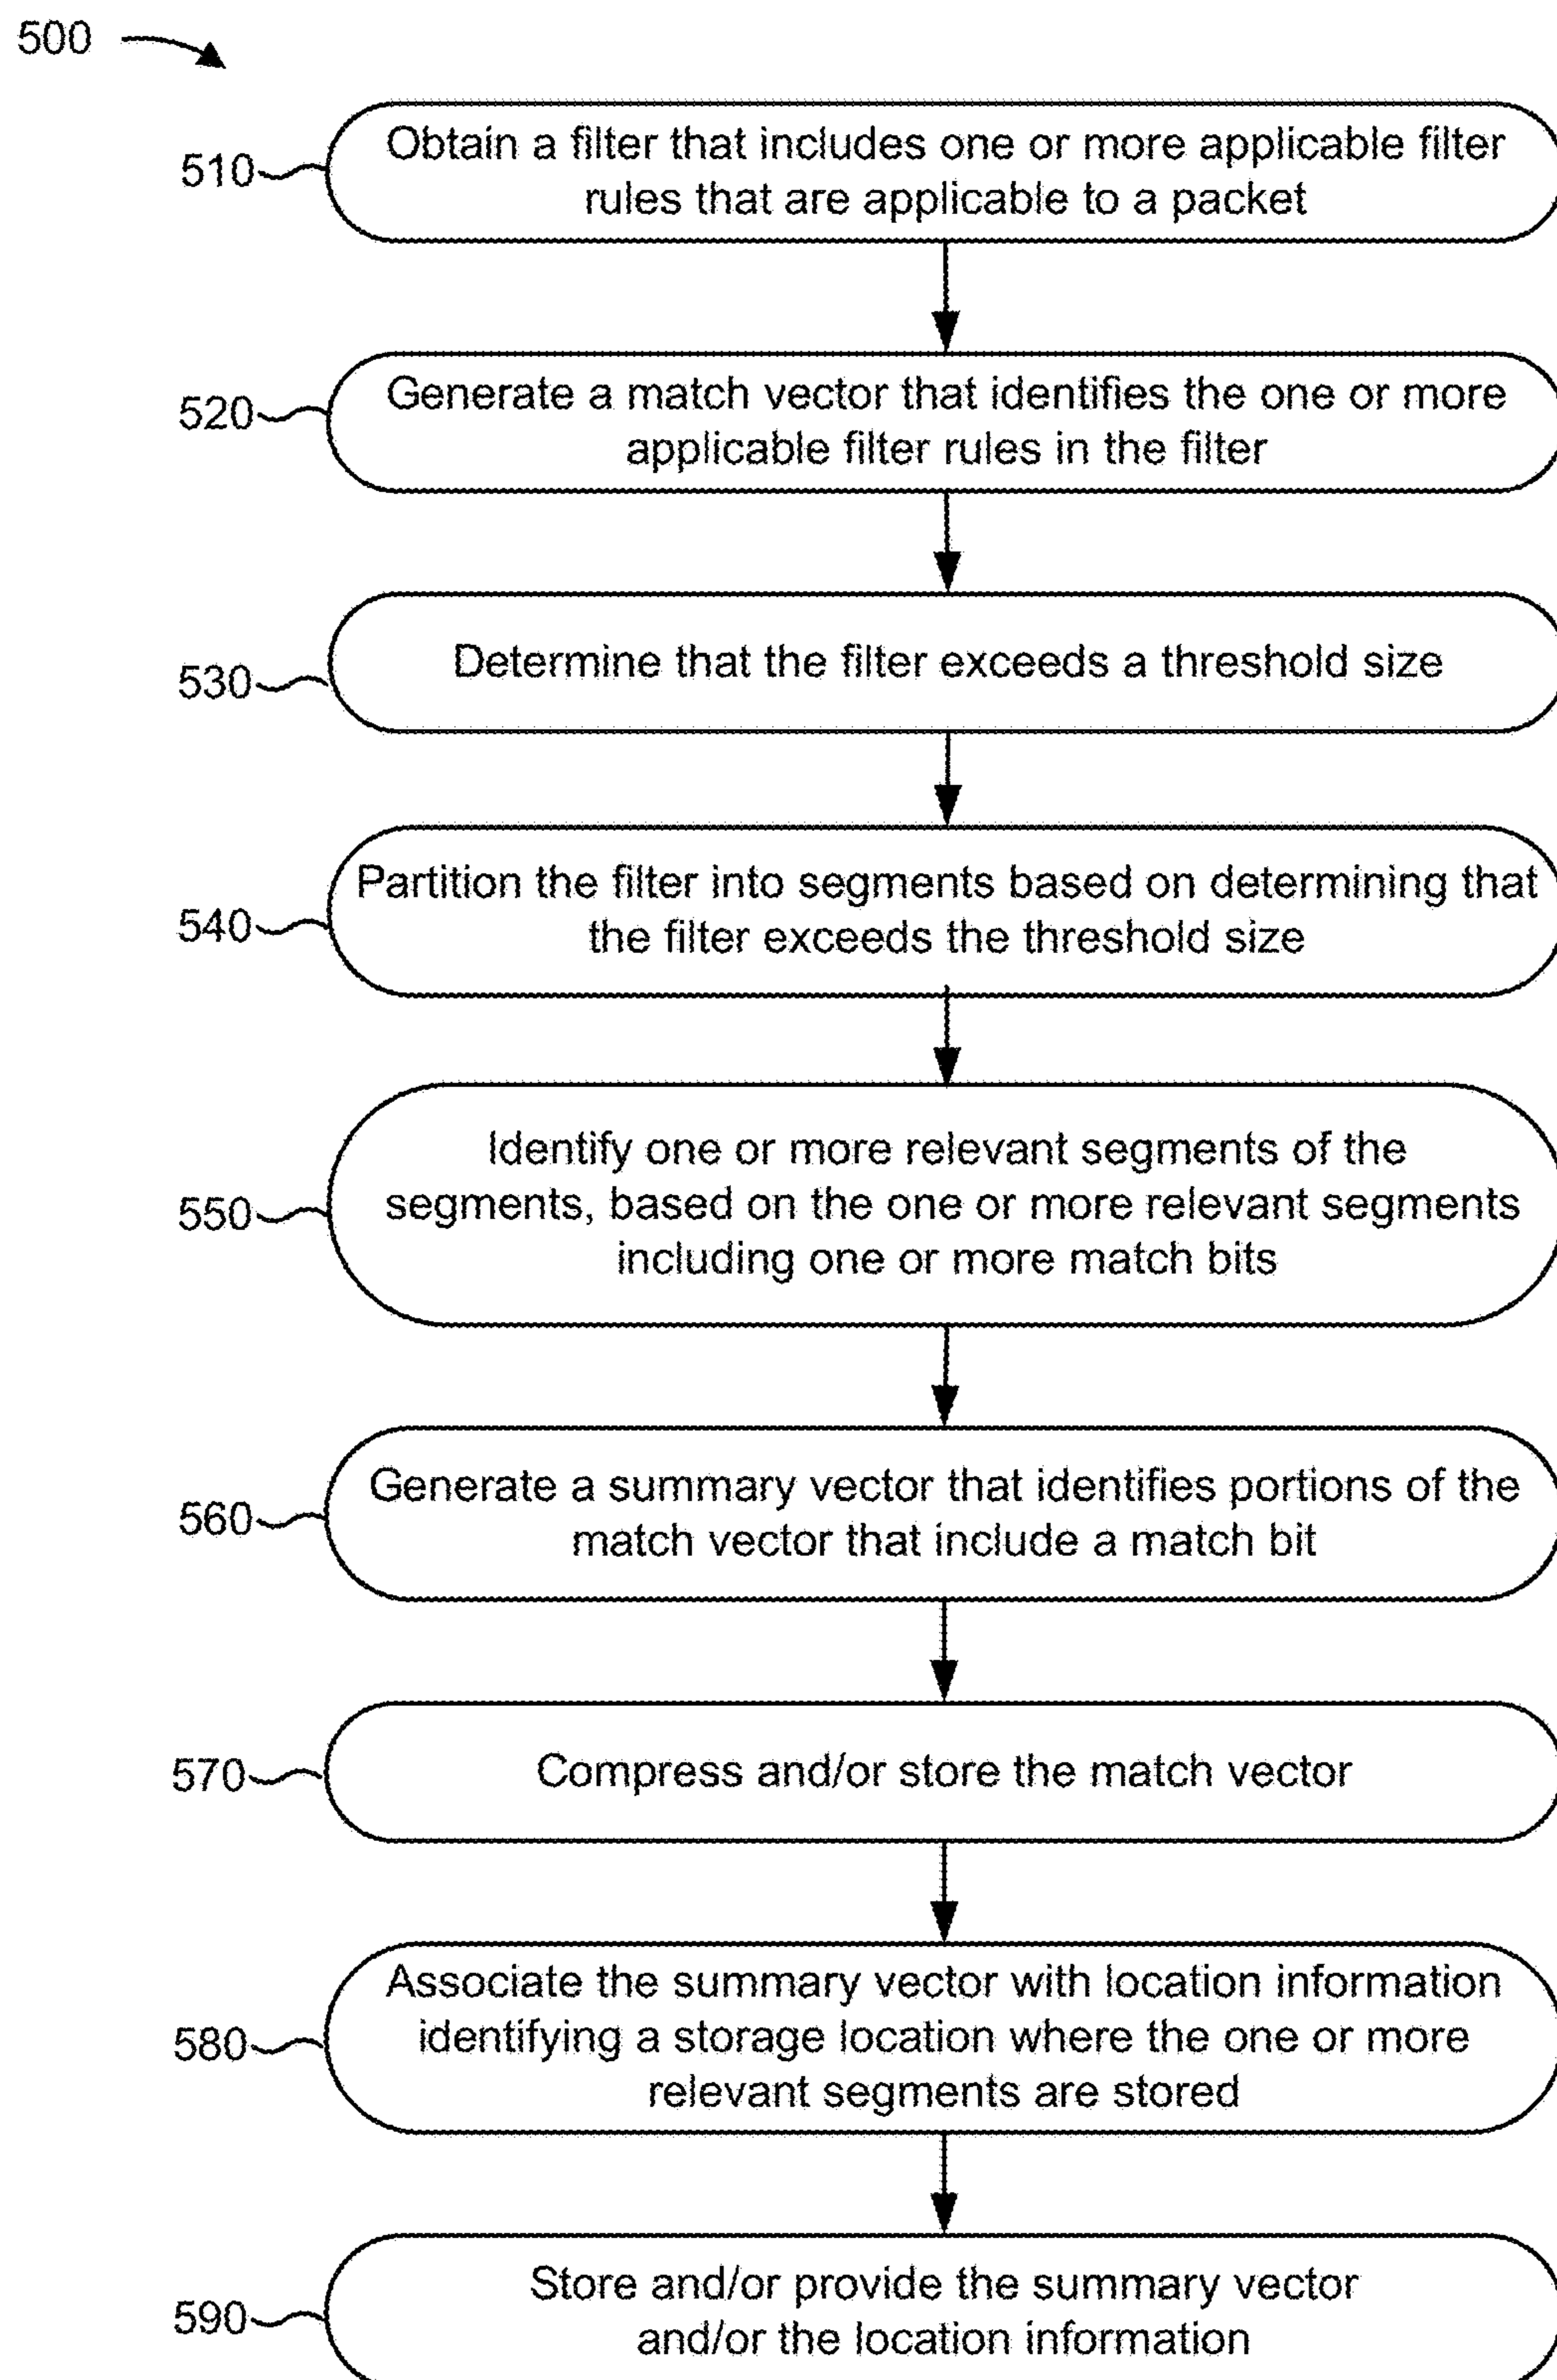 500
510
Obtain a filter that includes one or more applicable filter
rules that are applicable to a packet
520
Generate a match vector that identifies the one or more
applicable filter rules in the filter
530
Determine that the filter exceeds a threshold size
540
Partition the filter into segments based on determining that
the filter exceeds the threshold size
550
Identify one or more relevant segments of the
segments, based on the one or more relevant segments
including one or more match bits
560
Generate a summary vector that identifies portions of the
match vector that include a match bit
570
Compress and/or store the match vector
580
Associate the summary vector with location information
identifying a storage location where the one or more
relevant segments are stored
590
Store and/or provide the summary vector
and/or the location information